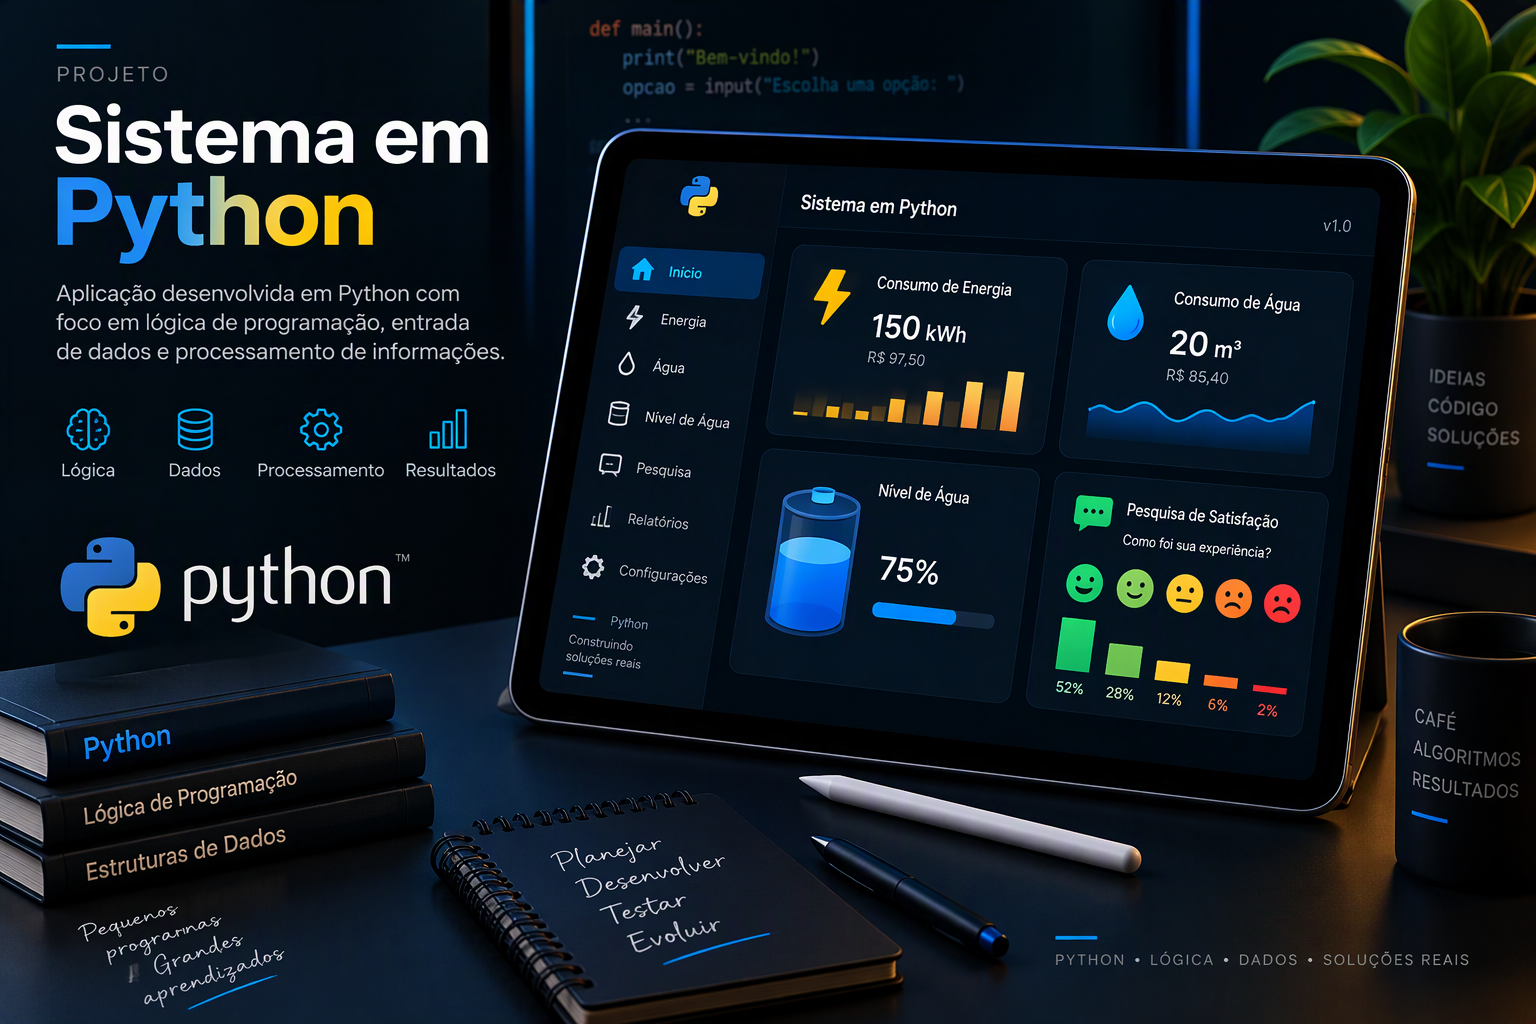 PROJETO
Sistema em
Python
Aplicação desenvolvida em Python com
foco em lógica de programação, entrada
de dados e processamento de informações.
Lógica
Dados
Processamento
Resultados
python™
def main():
print("Bem-vindo!")
opcao = input("Escolha uma opção: ")
...
Sistema em Python
v1.0
Início
Energia
Água
Nível de Água
Pesquisa
Relatórios
Configurações
Python
Construindo
soluções reais
Consumo de Energia
150 kWh
R$ 97,50
Consumo de Água
20 m³
R$ 85,40
Nível de Água
75%
Pesquisa de Satisfação
Como foi sua experiência?
52%
28%
12%
6%
2%
IDEIAS
CÓDIGO
SOLUÇÕES
CAFÉ
ALGORITMOS
RESULTADOS
Python
Lógica de Programação
Estruturas de Dados
Pequenos
programas
Grandes
aprendizados
Planejar
Desenvolver
Testar
Evoluir
PYTHON • LÓGICA • DADOS • SOLUÇÕES REAIS